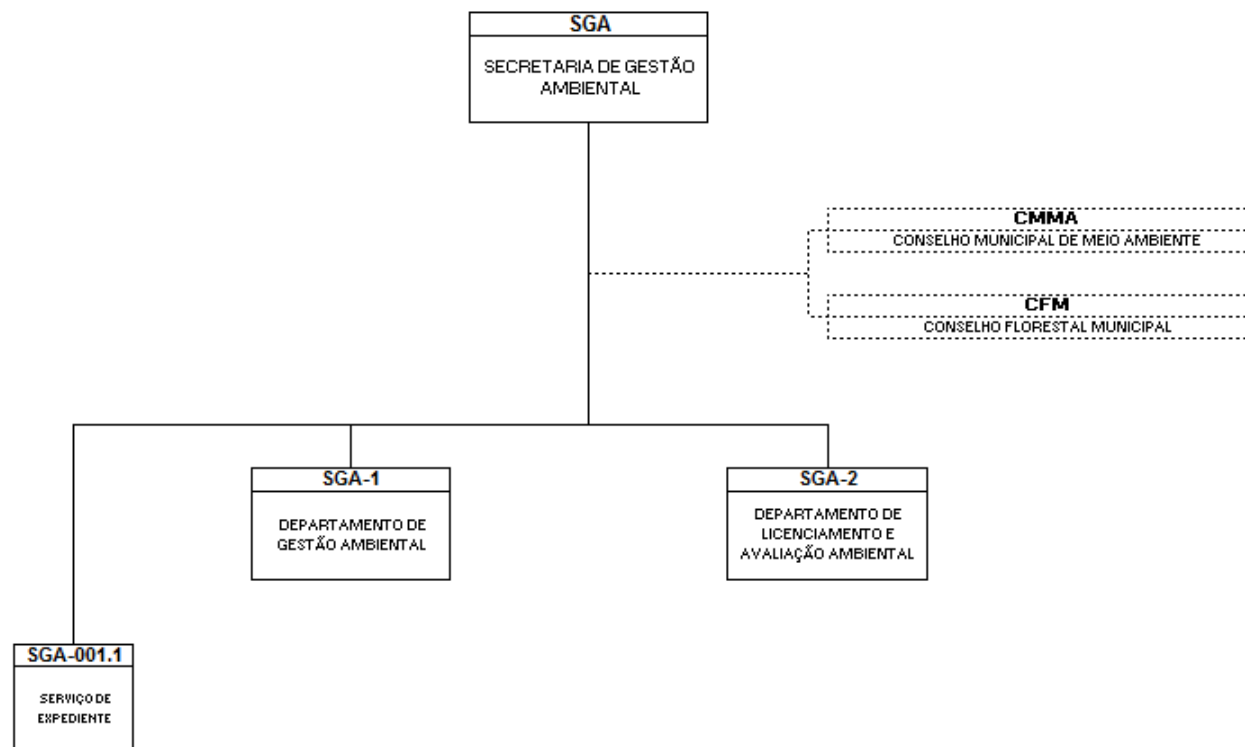 SGA
SECRETARIA DE GESTÃO
AMBIENTAL
CMMA
CONSELHO MUNICIPAL DE MEIO AMBIENTE
CFM
CONSELHO FLORESTAL MUNICIPAL
SGA-1
DEPARTAMENTO DE
GESTÃO AMBIENTAL
SGA-2
DEPARTAMENTO DE
LICENCIAMENTO E
AVALIAÇÃO AMBIENTAL
SGA-001.1
SERVIÇO DE
EXPEDIENTE